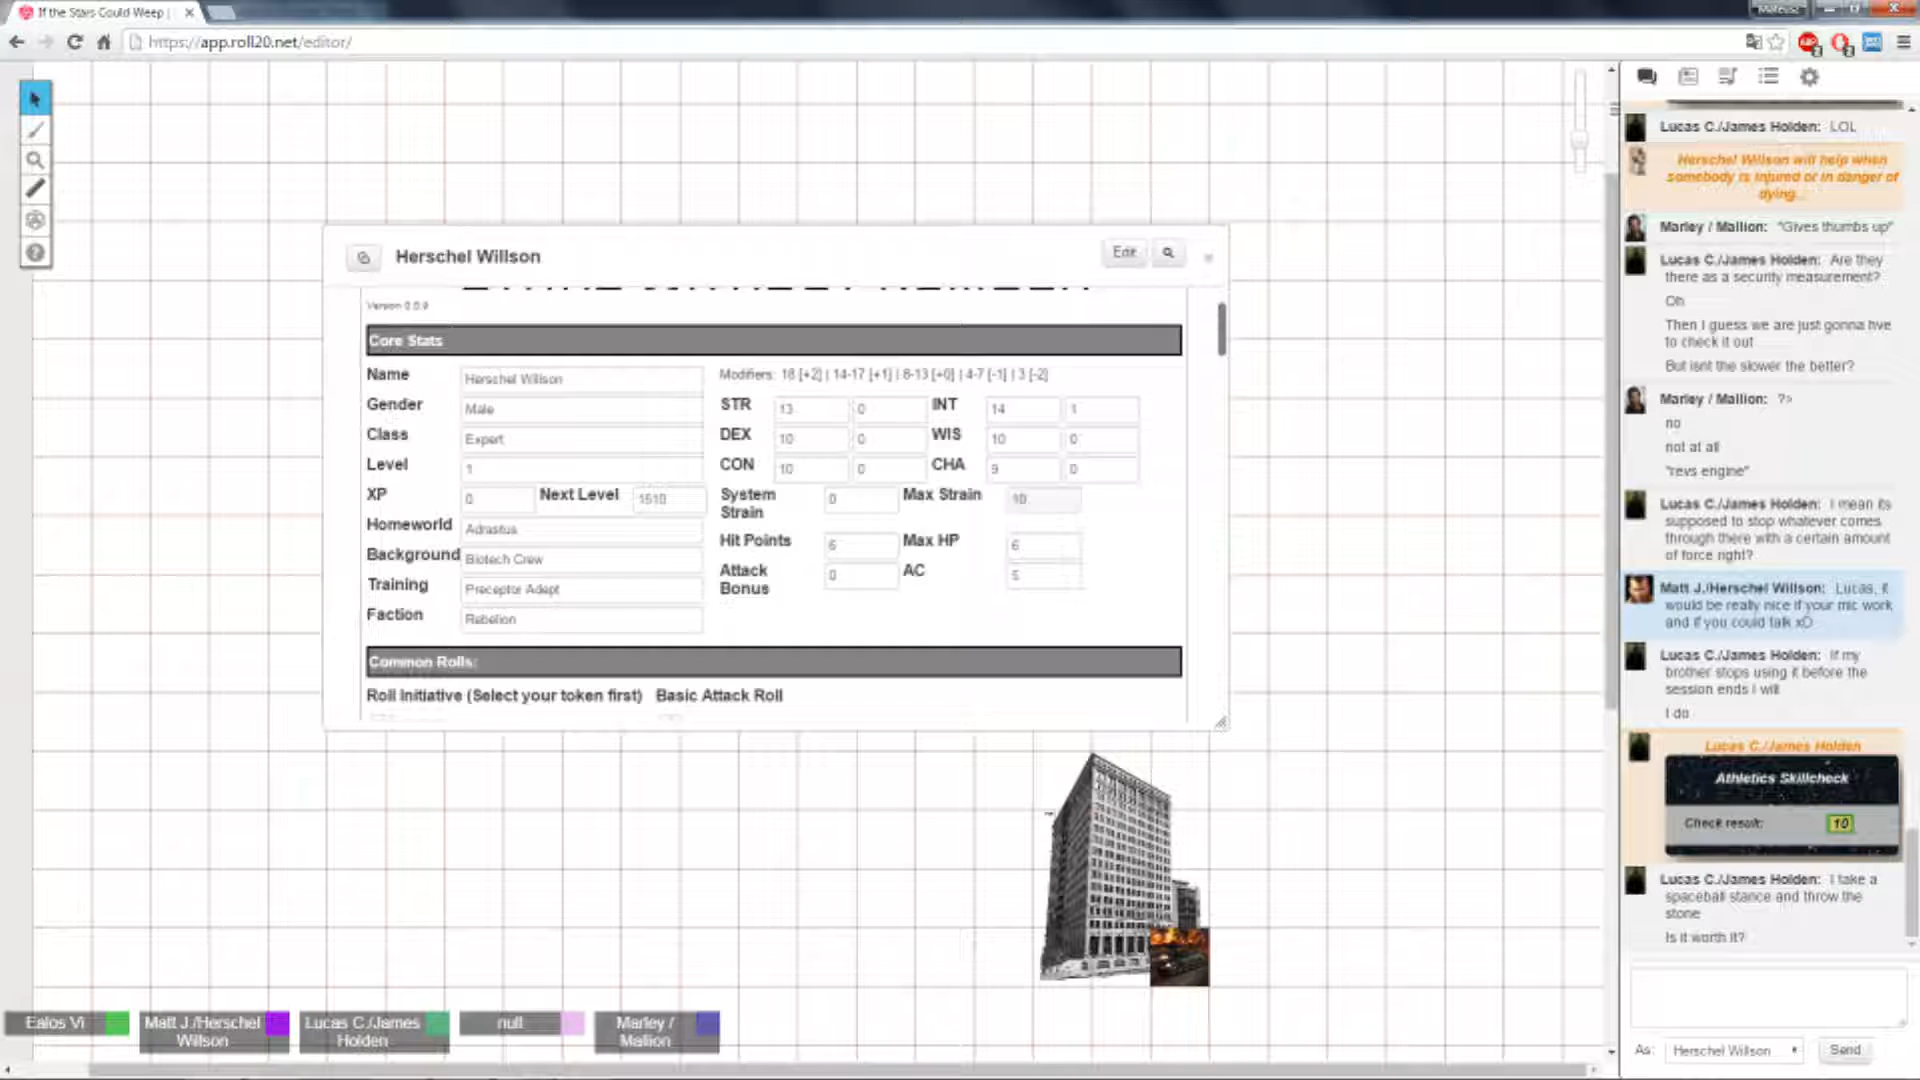 If the Stars Could Weep |
Mateusz
https://app.roll20.net/editor/
Herschel Willson
Edit
Version 0.0.9
Core Stats
Name Herschel Willson
Gender Male
Class Expert
Level 1
XP 0 Next Level 1510
Homeworld Adrastus
Background Biotech Crew
Training Preceptor Adept
Faction Rebelion
Modifiers: 18 [+2] | 14-17 [+1] | 8-13 [+0] | 4-7 [-1] | 3 [-2]
STR 13 0 INT 14 1
DEX 10 0 WIS 10 0
CON 10 0 CHA 9 0
System Strain 0 Max Strain 10
Hit Points 6 Max HP 6
Attack Bonus 0 AC 5
Common Rolls:
Roll Initiative (Select your token first) Basic Attack Roll
Lucas C./James Holden: LOL
Herschel Willson will help when
somebody is injured or in danger of
dying...
Marley / Mallion: "Gives thumbs up"
Lucas C./James Holden: Are they
there as a security measurement?
Oh
Then I guess we are just gonna hve
to check it out
But isnt the slower the better?
Marley / Mallion: ?>
no
not at all
"revs engine"
Lucas C./James Holden: I mean its
supposed to stop whatever comes
through there with a certain amount
of force right?
Matt J./Herschel Willson: Lucas, it
would be really nice if your mic work
and if you could talk xD
Lucas C./James Holden: If my
brother stops using it before the
session ends I will
I do
Lucas C./James Holden
Athletics Skillcheck
Check result: 10
Lucas C./James Holden: I take a
spaceball stance and throw the
stone
Is it worth it?
As: Herschel Willson Send
Ealos Vi
Matt J./Herschel
Willson
Lucas C./James
Holden
null
Marley /
Mallion